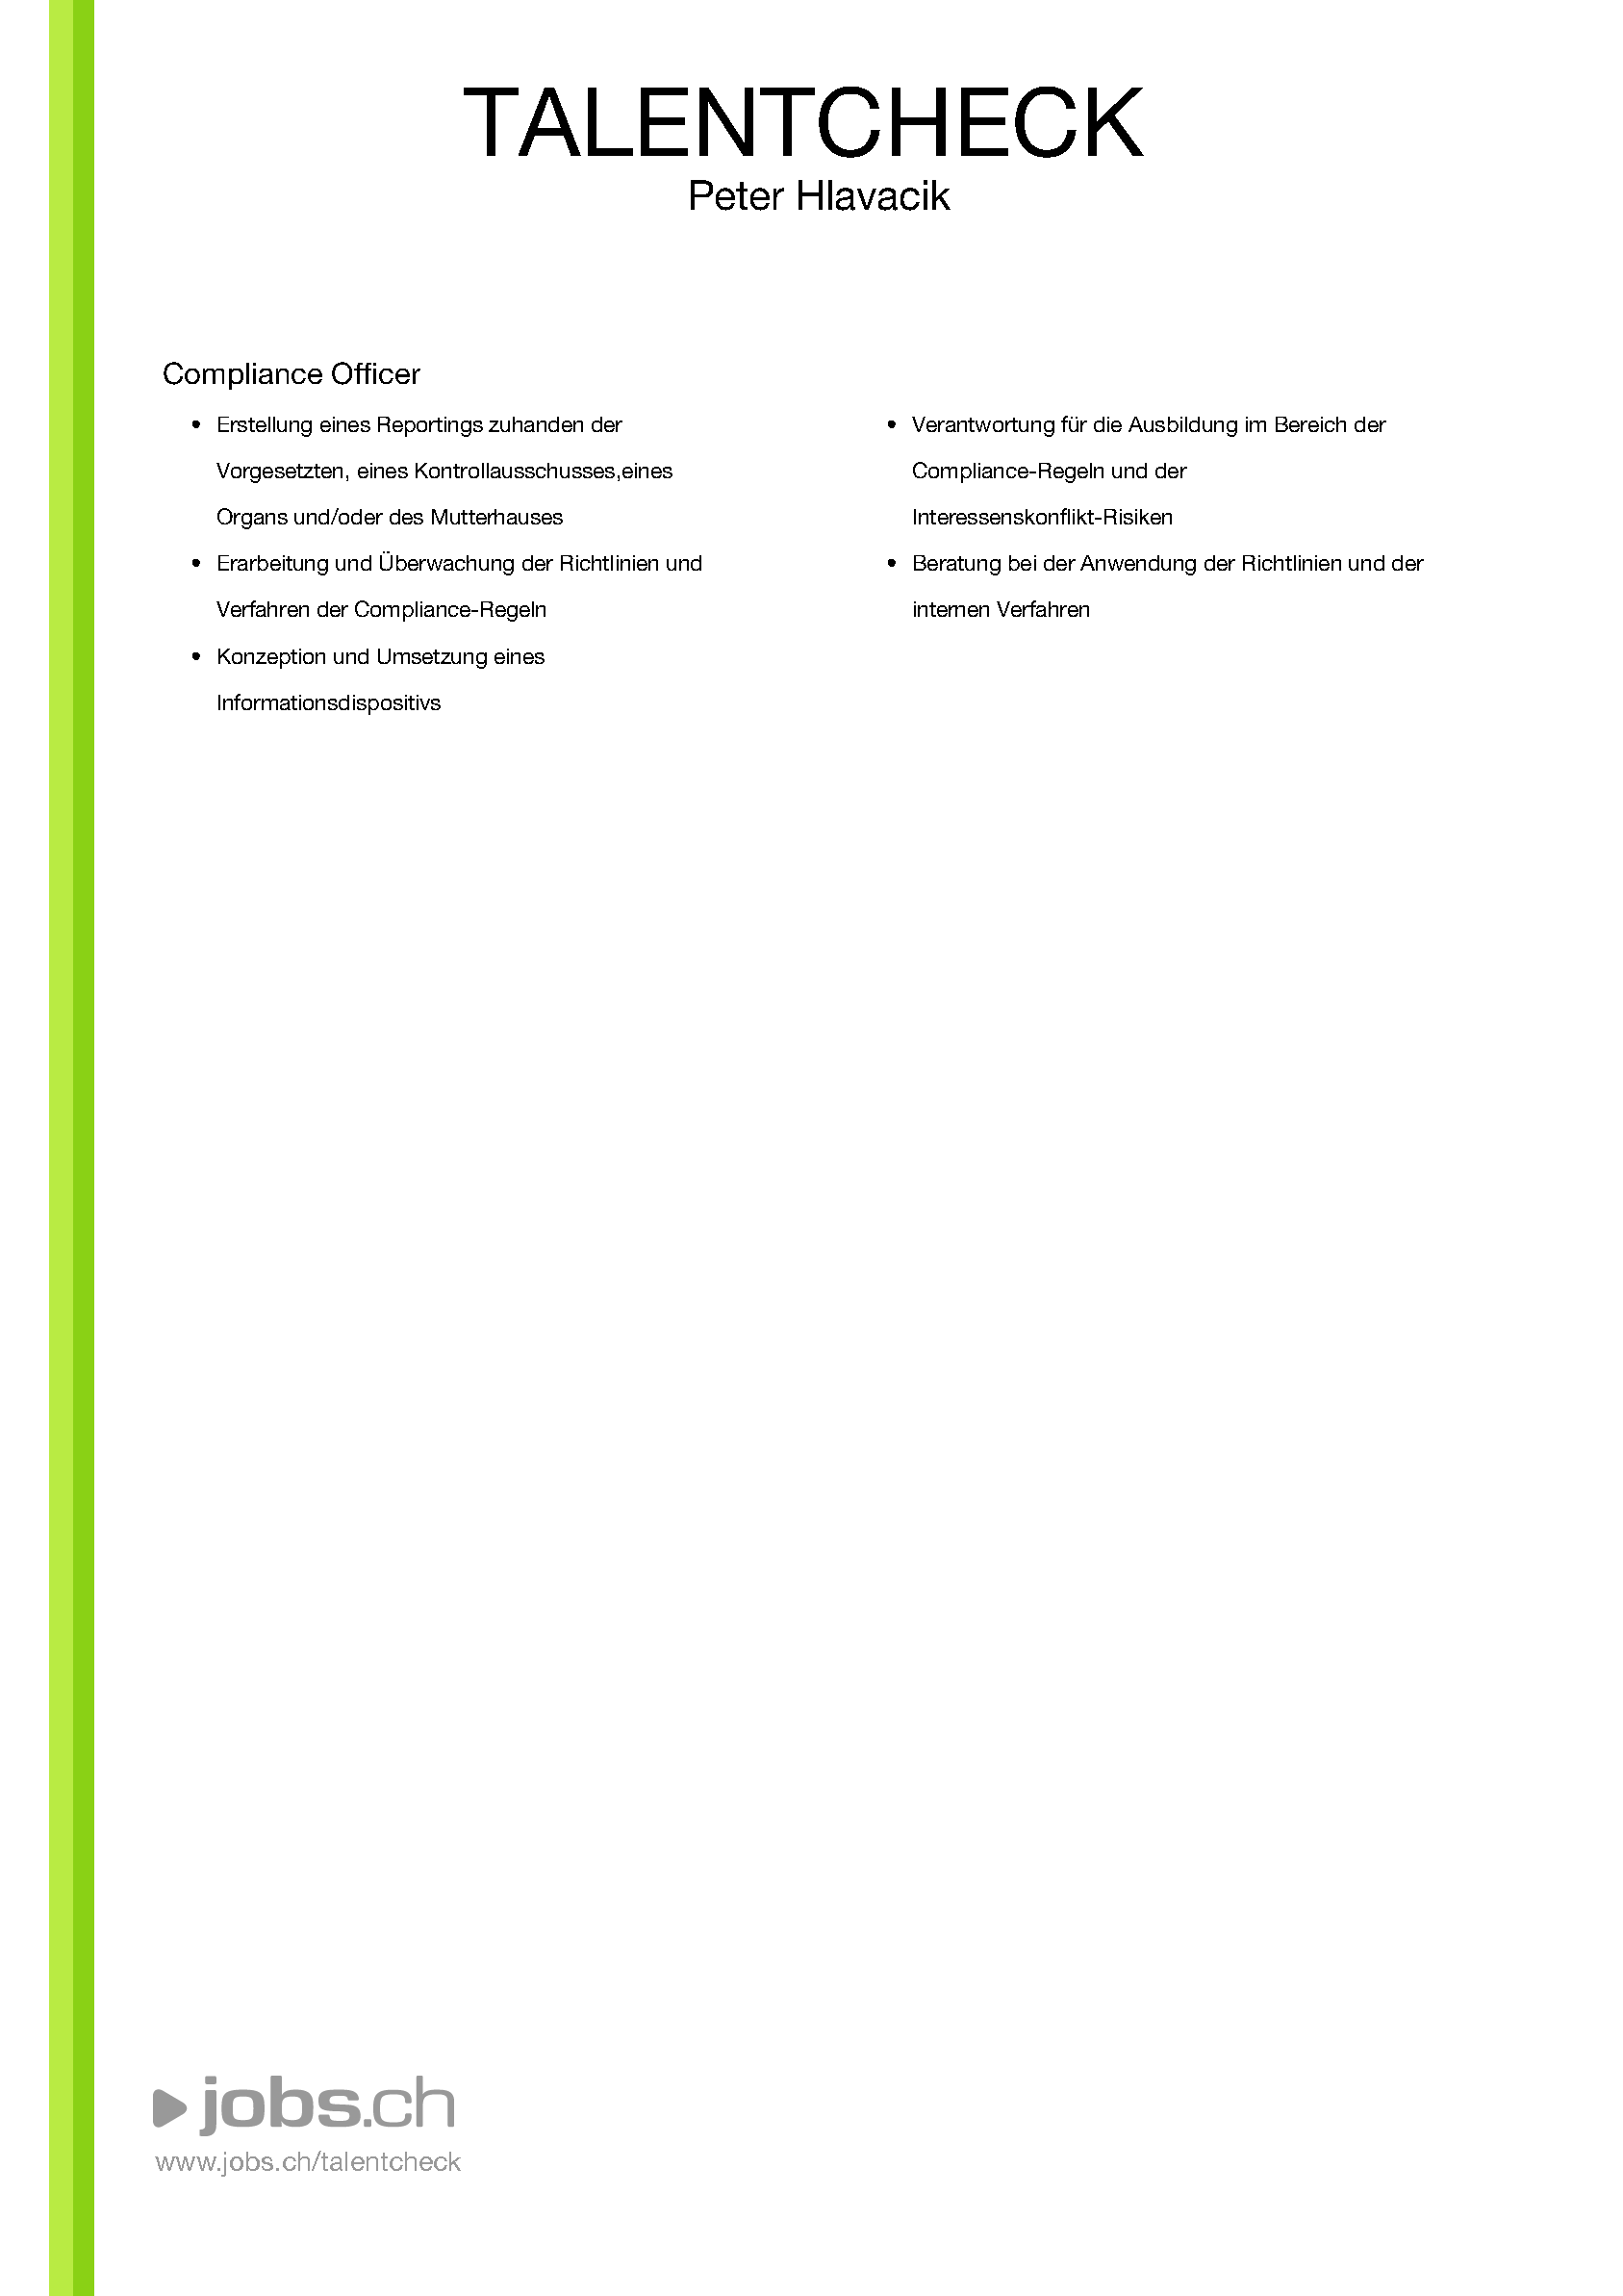 TALENTCHECK
Peter Hlavacik
Compliance Officer
• Erstellung eines Reportings zuhanden der
Vorgesetzten, eines Kontrollausschusses,eines
Organs und/oder des Mutterhauses
• Erarbeitung und Überwachung der Richtlinien und
Verfahren der Compliance-Regeln
• Konzeption und Umsetzung eines
Informationsdispositivs
• Verantwortung für die Ausbildung im Bereich der
Compliance-Regeln und der
Interessenskonflikt-Risiken
• Beratung bei der Anwendung der Richtlinien und der
internen Verfahren
jobs.ch
www.jobs.ch/talentcheck